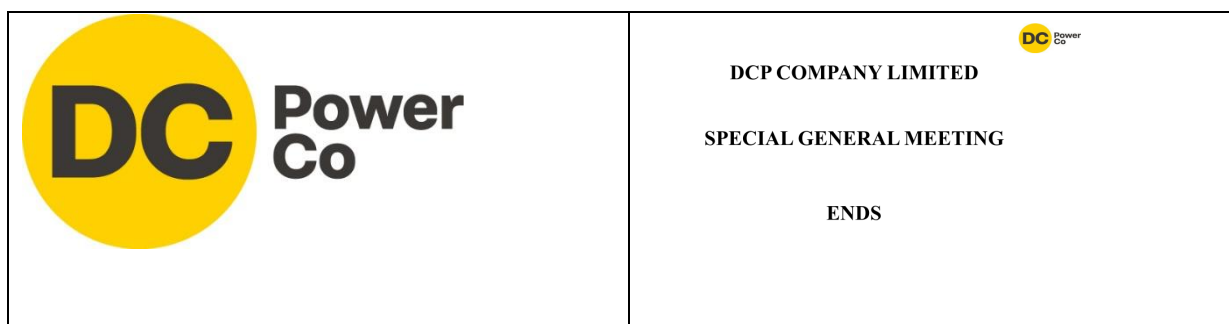 DC Power
Co
DC Power
Co
DCP COMPANY LIMITED
SPECIAL GENERAL MEETING
ENDS